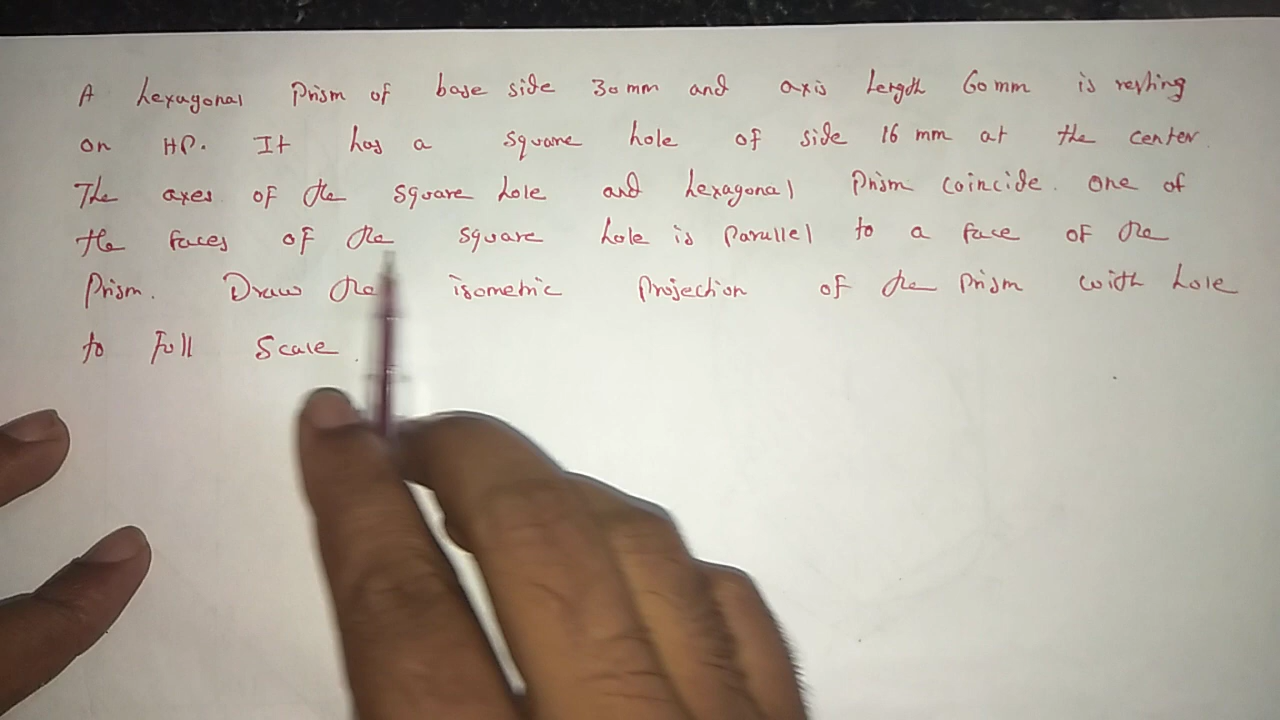 A hexagonal Prism of base side 30 mm and axis Length 60 mm is resting
on HP. It has a square hole of side 16 mm at the center.
The axes of the square hole and hexagonal Prism coincide. One of
the faces of the square hole is parallel to a face of the
Prism. Draw the isometric Projection of the Prism with hole
to Full Scale.